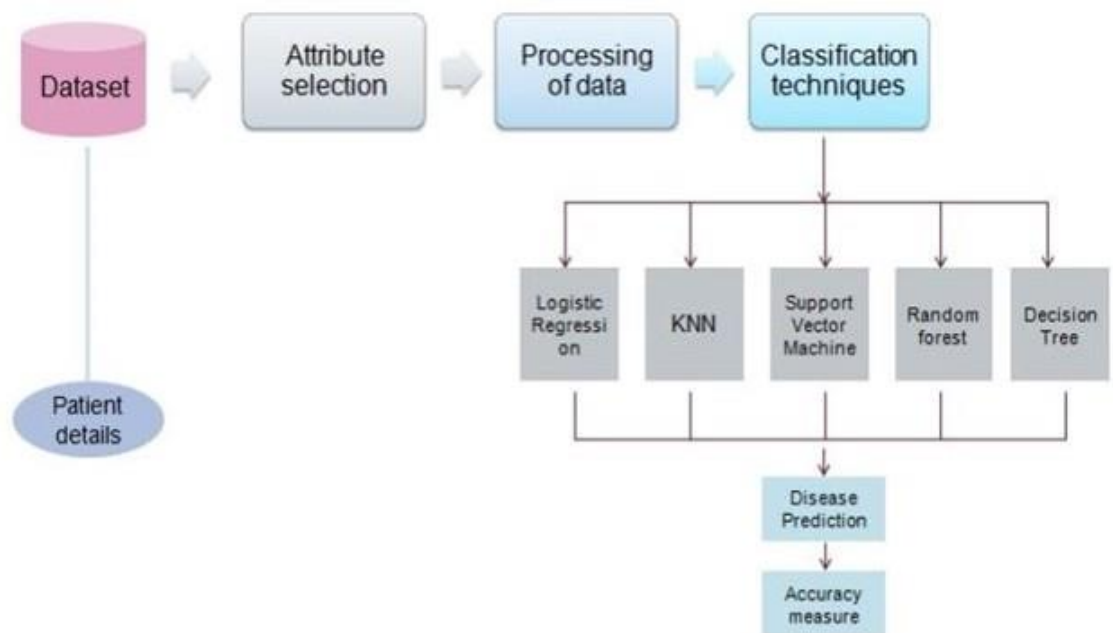 Dataset
Attribute
selection
Processing
of data
Classification
techniques
Logistic
Regressi
on
KNN
Support
Vector
Machine
Random
forest
Decision
Tree
Patient
details
Disease
Prediction
Accuracy
measure